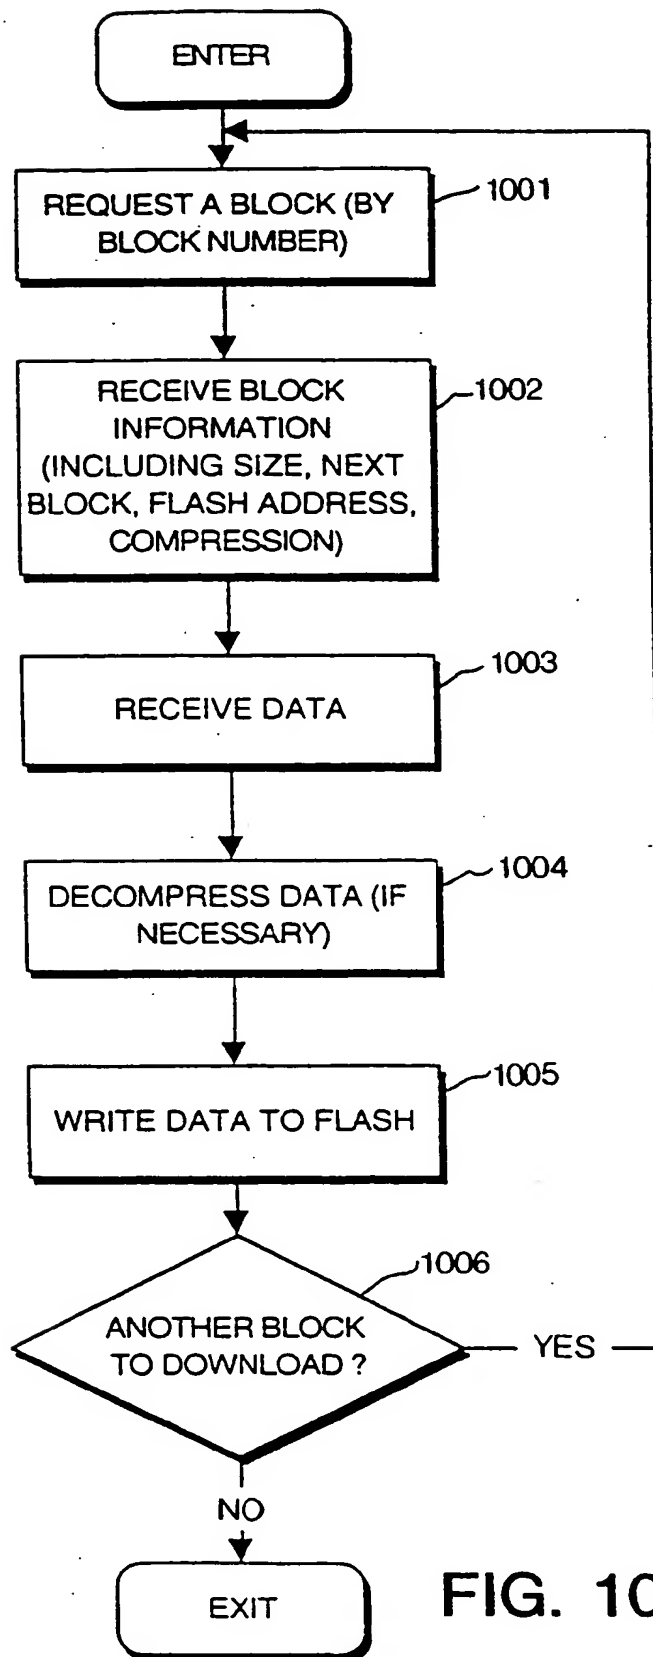 ENTER
REQUEST A BLOCK (BY
BLOCK NUMBER)
1001
RECEIVE BLOCK
INFORMATION
(INCLUDING SIZE, NEXT
BLOCK, FLASH ADDRESS,
COMPRESSION)
1002
RECEIVE DATA
1003
DECOMPRESS DATA (IF
NECESSARY)
1004
WRITE DATA TO FLASH
1005
ANOTHER BLOCK
TO DOWNLOAD ?
1006
YES
NO
EXIT
FIG. 10